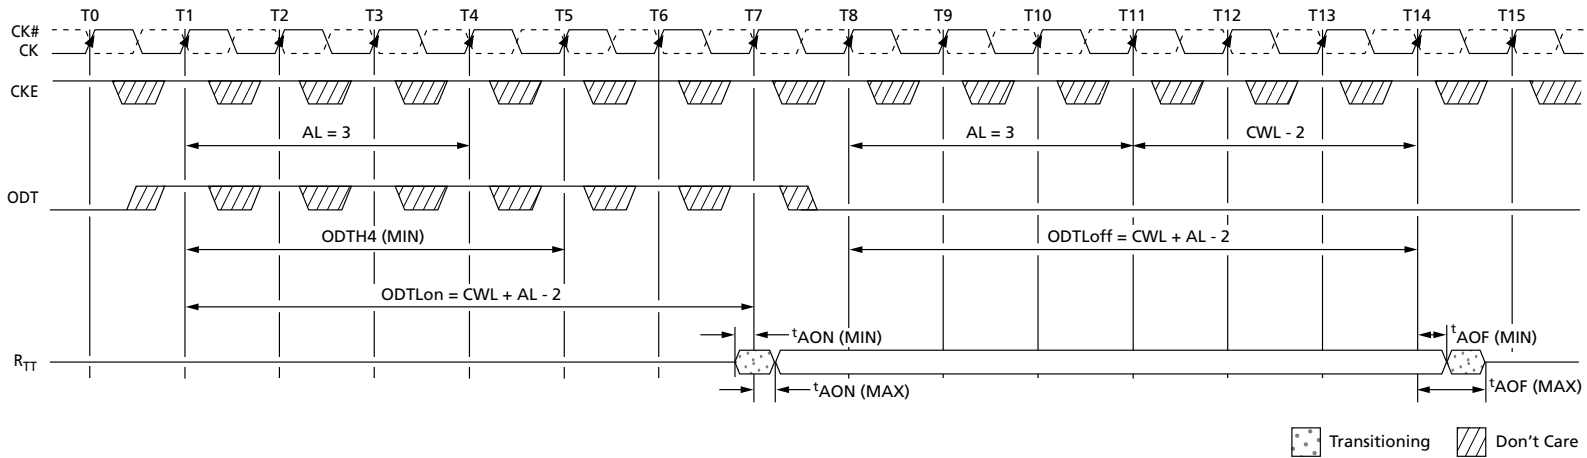 T0 T1 T2 T3 T4 T5 T6 T7 T8 T9 T10 T11 T12 T13 T14 T15
CK#
CK
CKE
AL = 3 AL = 3 CWL - 2
ODT
ODTH4 (MIN) ODTLoff = CWL + AL - 2
ODTLon = CWL + AL - 2
tAON (MIN) tAOF (MIN)
RTT
tAON (MAX) tAOF (MAX)
Transitioning Don't Care